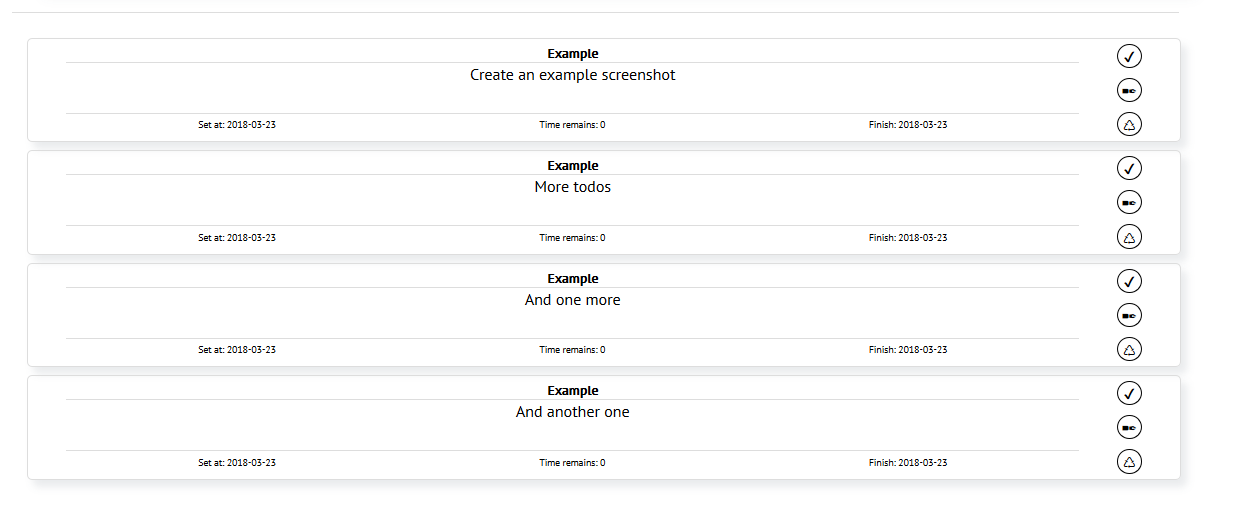 Example
Create an example screenshot
Set at: 2018-03-23 Time remains: 0 Finish: 2018-03-23
Example
More todos
Set at: 2018-03-23 Time remains: 0 Finish: 2018-03-23
Example
And one more
Set at: 2018-03-23 Time remains: 0 Finish: 2018-03-23
Example
And another one
Set at: 2018-03-23 Time remains: 0 Finish: 2018-03-23